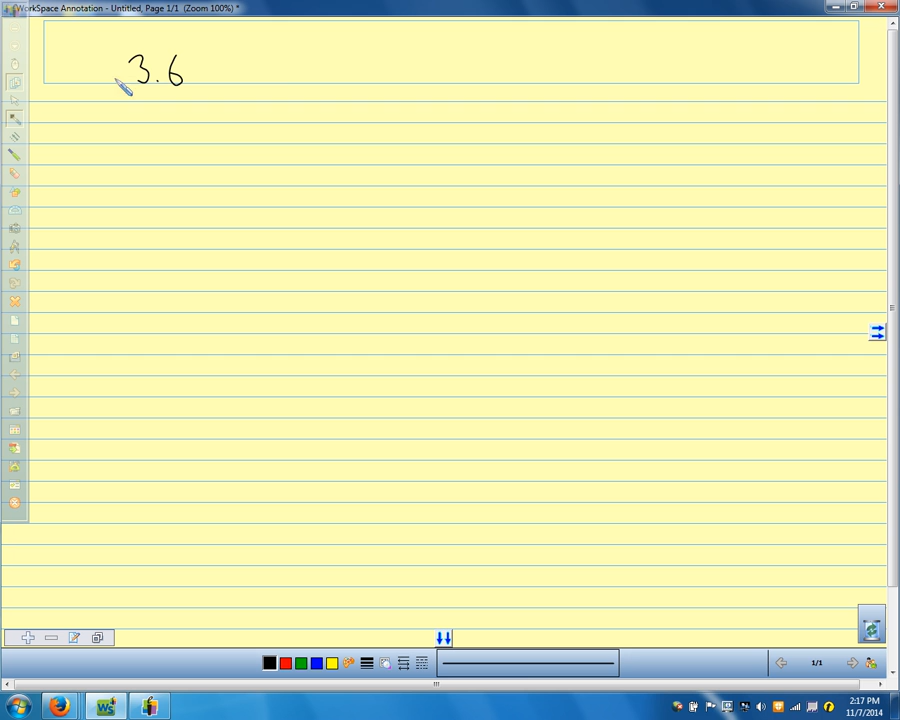 WorkSpace Annotation - Untitled, Page 1/1 (Zoom 100%) *
3.6
1/1
2:17 PM
11/7/2014